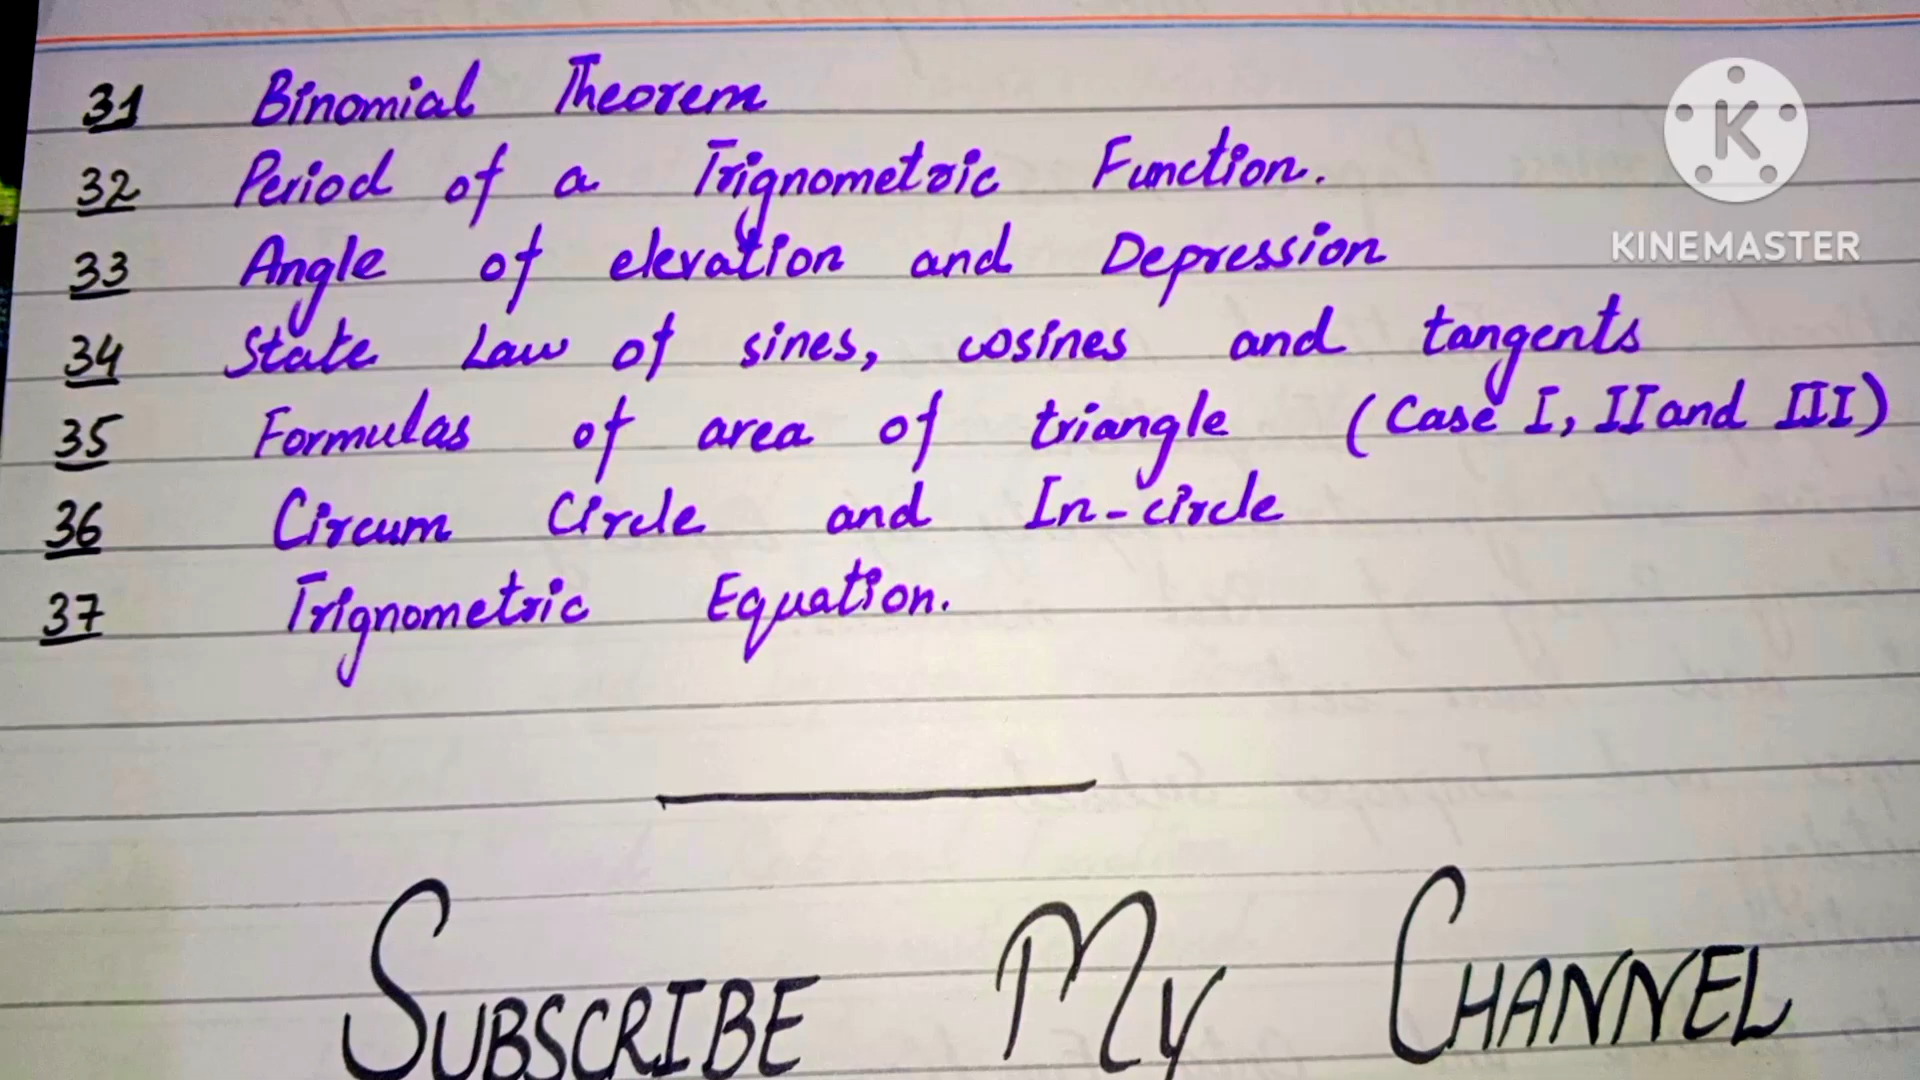 31 Binomial Theorem
32 Period of a Trignometric Function.
33 Angle of elevation and Depression
34 State Law of sines, cosines and tangents
35 Formulas of area of triangle (Case I, II and III)
36 Circum Circle and In-circle
37 Trignometric Equation.
SUBSCRIBE MY CHANNEL
K
KINEMASTER